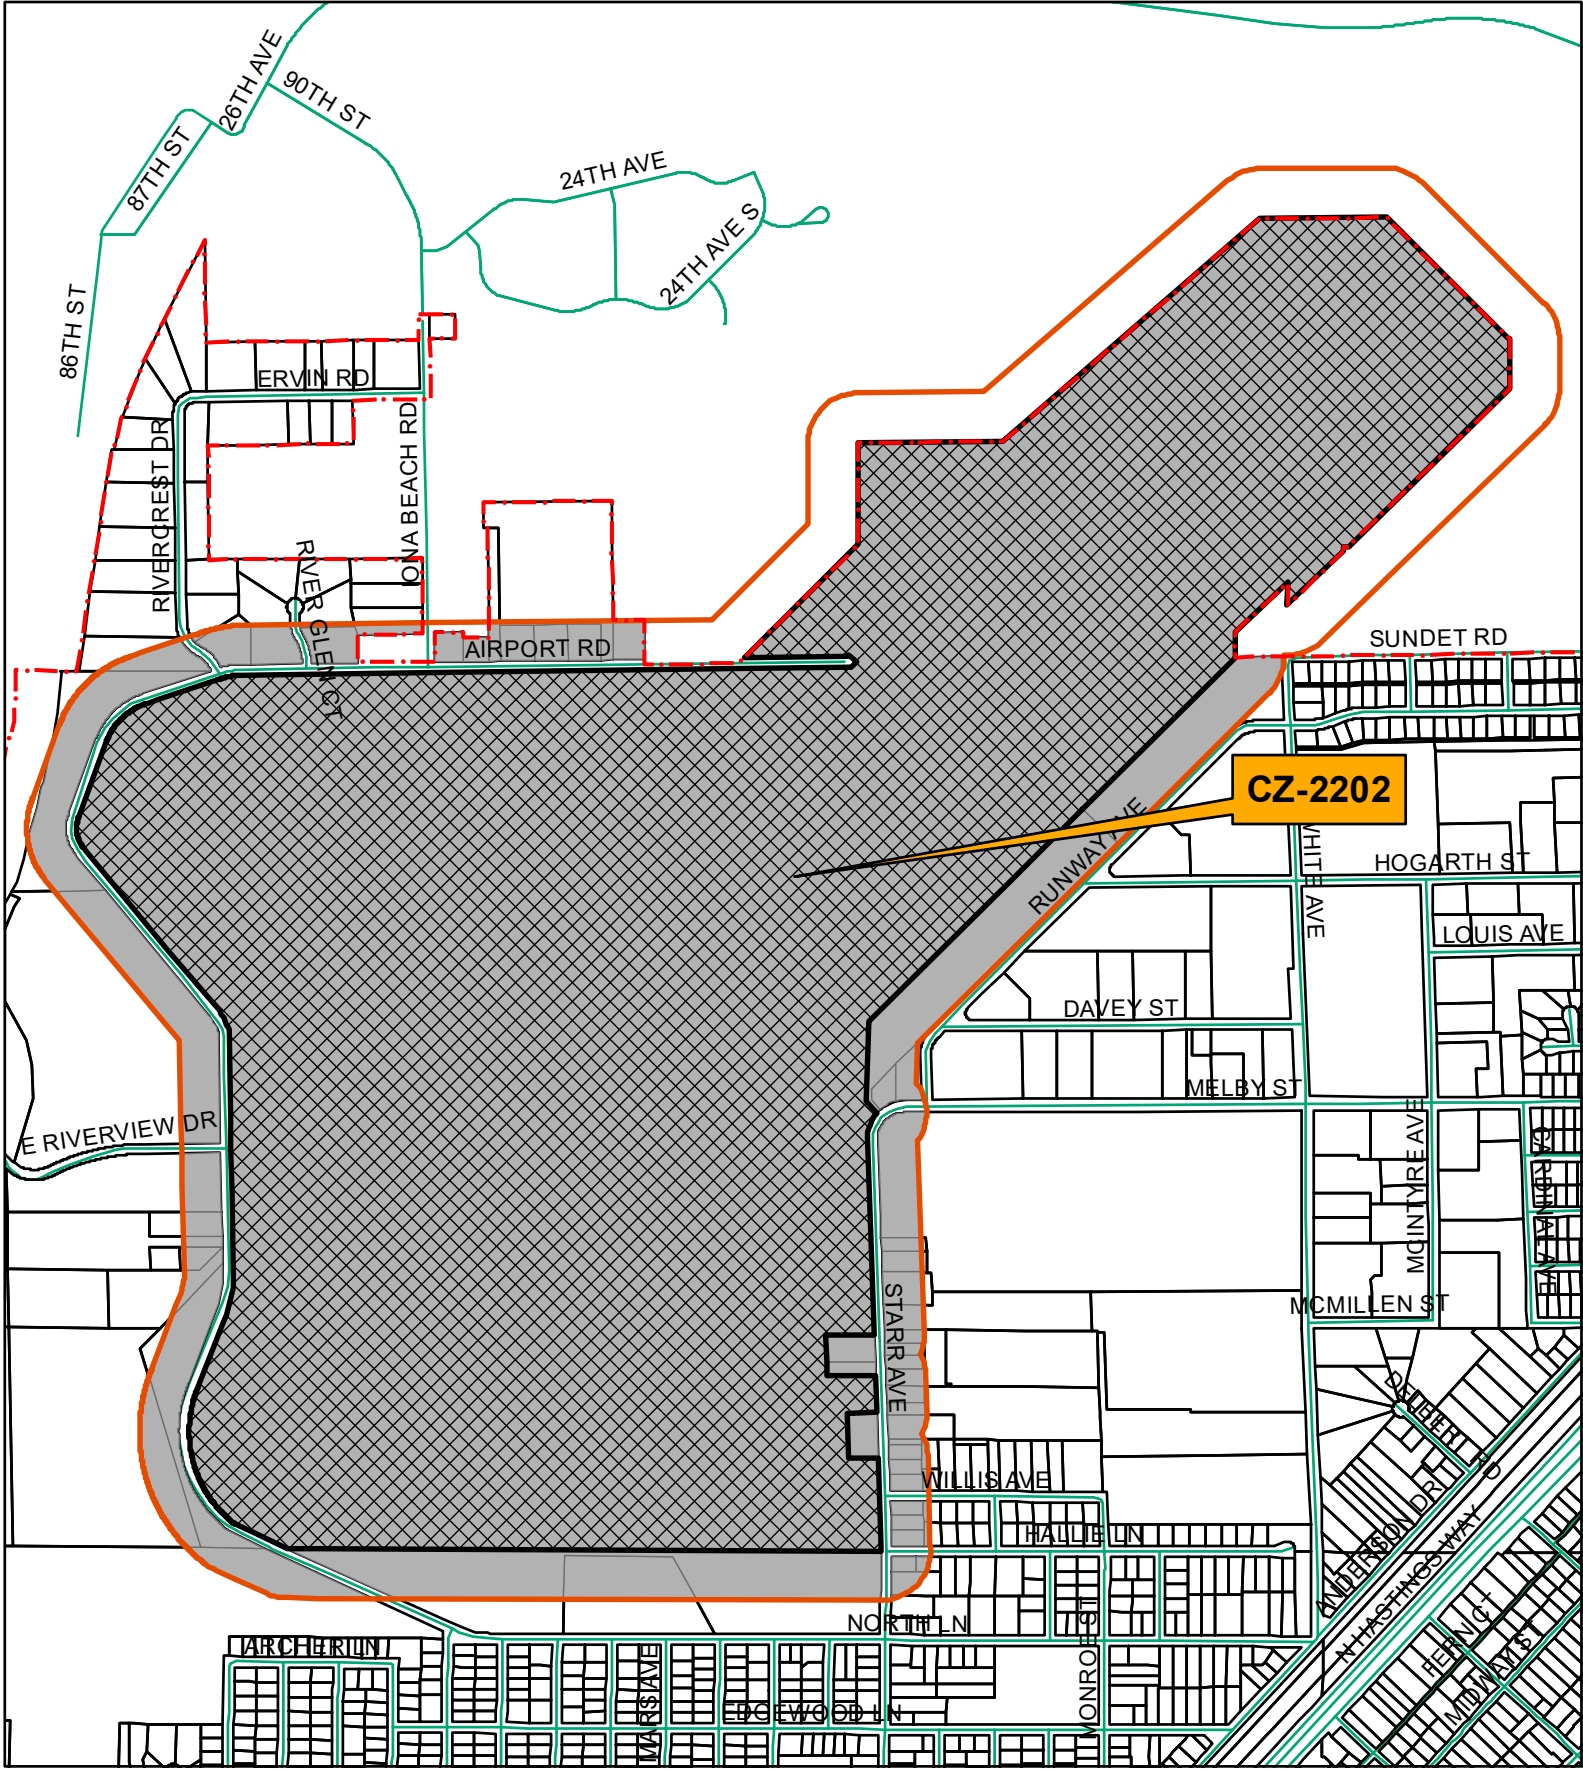 26TH AVE
90TH ST
87TH ST
24TH AVE
24TH AVE S
86TH ST
ERVIN RD
RIVERCREST DR
IONA BEACH RD
RIVER GLEN CT
AIRPORT RD
SUNDET RD
CZ-2202
RUNWAY AVE
WHITE AVE
HOGARTH ST
LOUIS AVE
DAVEY ST
MELBY ST
E RIVERVIEW DR
MCINTYRE AVE
CARDINAL AVE
STARR AVE
MCMILLEN ST
DELBERT RD
WILLIS AVE
HALLIE LN
ANDERSON DR
N HASTINGS WAY
NORTH LN
MONROE ST
FERN CT
MIDWAY ST
ARCHER LN
MARS AVE
EDGEWOOD LN